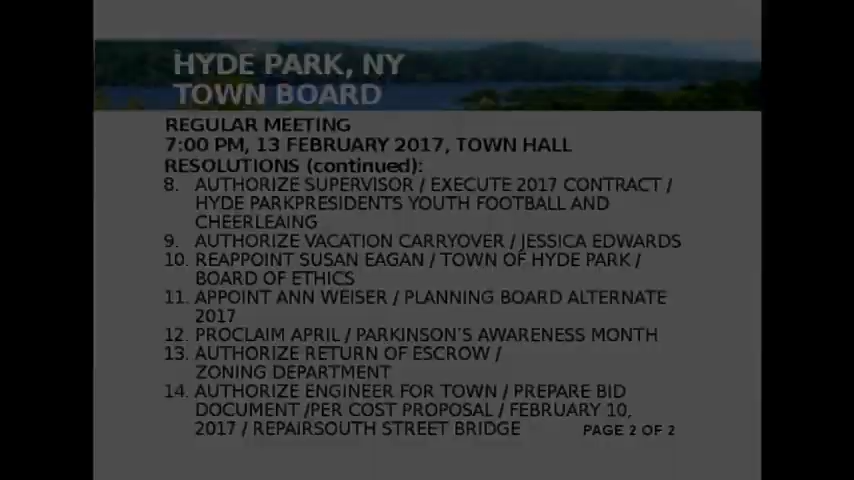 HYDE PARK, NY
TOWN BOARD
REGULAR MEETING
7:00 PM, 13 FEBRUARY 2017, TOWN HALL
RESOLUTIONS (continued):
8. AUTHORIZE SUPERVISOR / EXECUTE 2017 CONTRACT /
HYDE PARKPRESIDENTS YOUTH FOOTBALL AND
CHEERLEAING
9. AUTHORIZE VACATION CARRYOVER / JESSICA EDWARDS
10. REAPPOINT SUSAN EAGAN / TOWN OF HYDE PARK /
BOARD OF ETHICS
11. APPOINT ANN WEISER / PLANNING BOARD ALTERNATE
2017
12. PROCLAIM APRIL / PARKINSON'S AWARENESS MONTH
13. AUTHORIZE RETURN OF ESCROW /
ZONING DEPARTMENT
14. AUTHORIZE ENGINEER FOR TOWN / PREPARE BID
DOCUMENT /PER COST PROPOSAL / FEBRUARY 10,
2017 / REPAIRSOUTH STREET BRIDGE PAGE 2 OF 2